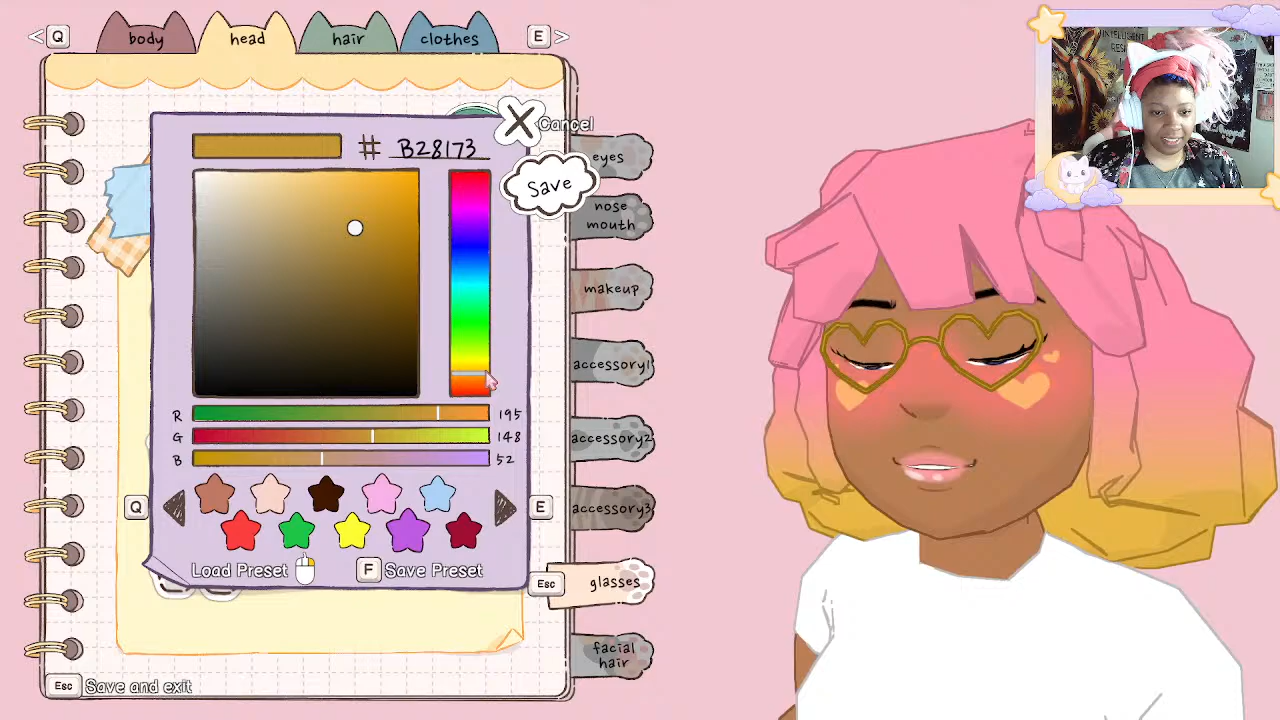 Q
body
head
hair
clothes
E
# B28173
Cancel
Save
eyes
nose
mouth
makeup
accessory1
accessory2
accessory3
glasses
facial
hair
R 195
G 148
B 52
Q
E
Load Preset
F Save Preset
Esc
Esc Save and exit